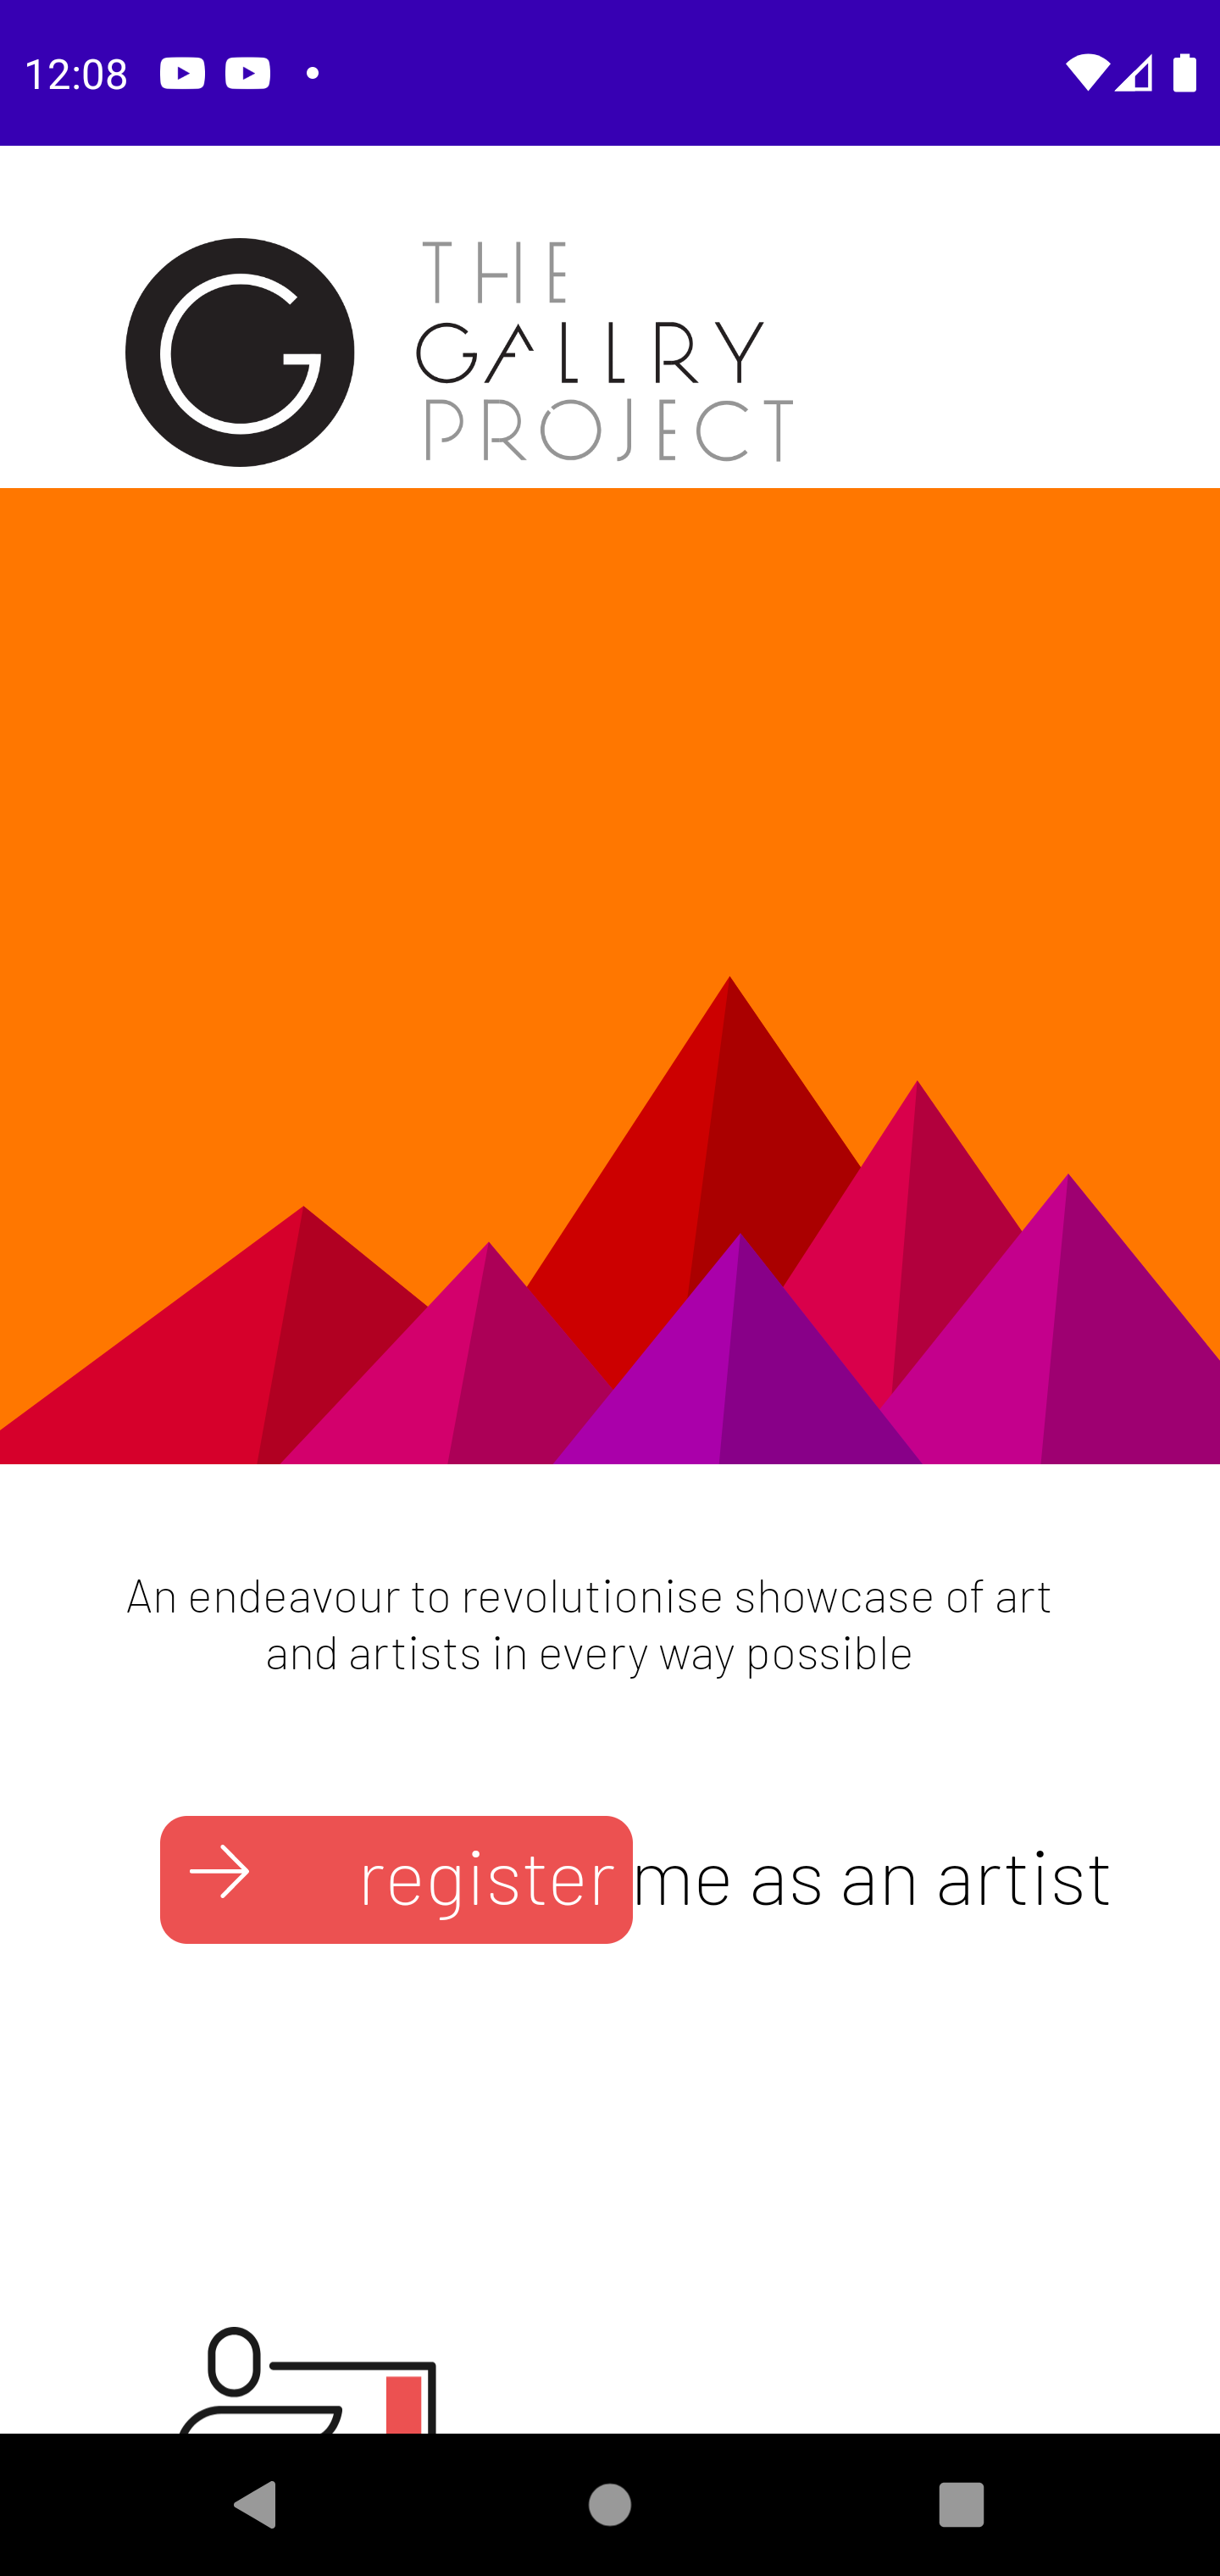 12:08
G
THE
GALLRY
PROJECT
An endeavour to revolutionise showcase of art
and artists in every way possible
register me as an artist